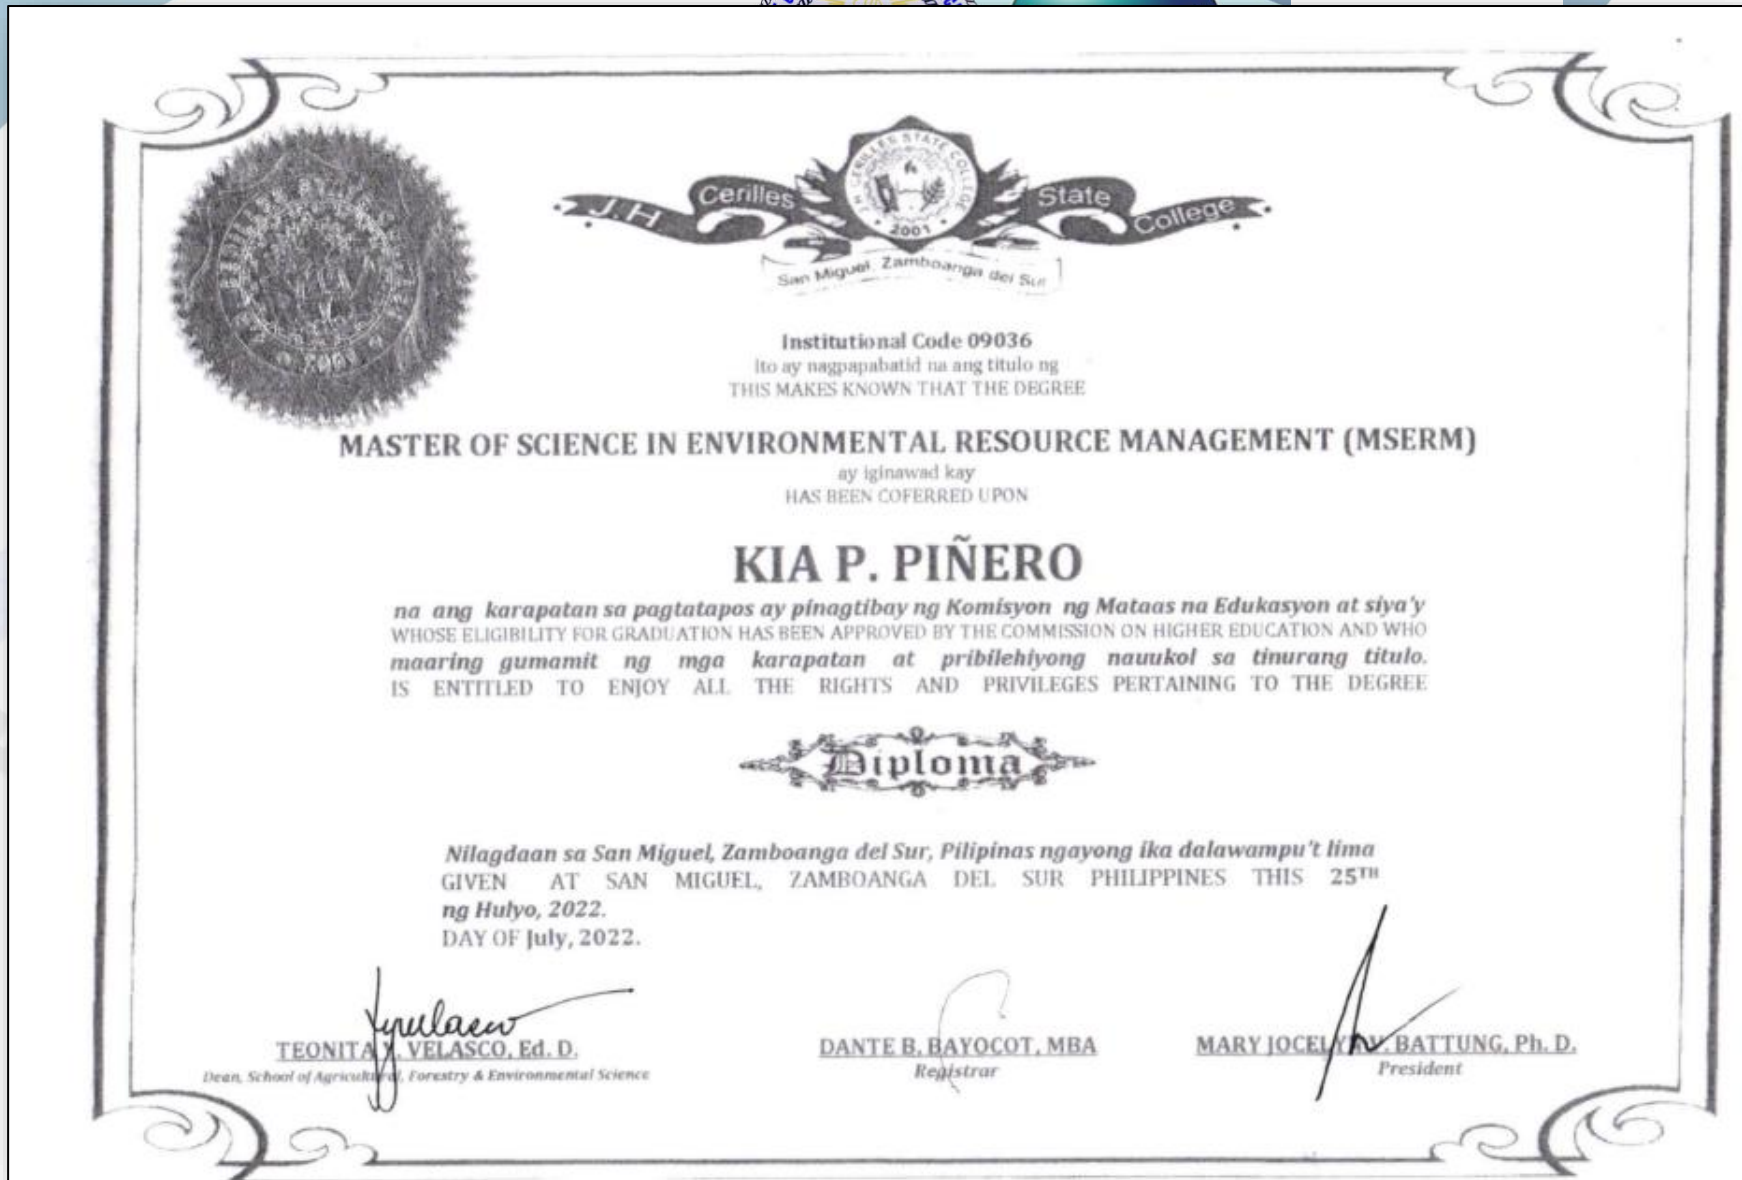 J.H Cerilles State College
J H CERILLES STATE COLLEGE
2001
San Miguel, Zamboanga del Sur
2001
Institutional Code 09036
Ito ay nagpapabatid na ang titulo ng
THIS MAKES KNOWN THAT THE DEGREE
MASTER OF SCIENCE IN ENVIRONMENTAL RESOURCE MANAGEMENT (MSERM)
ay iginawad kay
HAS BEEN COFERRED UPON
KIA P. PIÑERO
na ang karapatan sa pagtatapos ay pinagtibay ng Komisyon ng Mataas na Edukasyon at siya'y
WHOSE ELIGIBILITY FOR GRADUATION HAS BEEN APPROVED BY THE COMMISSION ON HIGHER EDUCATION AND WHO
maaring gumamit ng mga karapatan at pribilehiyong nauukol sa tinurang titulo.
IS ENTITLED TO ENJOY ALL THE RIGHTS AND PRIVILEGES PERTAINING TO THE DEGREE
Diploma
Nilagdaan sa San Miguel, Zamboanga del Sur, Pilipinas ngayong ika dalawampu't lima
GIVEN AT SAN MIGUEL, ZAMBOANGA DEL SUR PHILIPPINES THIS 25TH
ng Hulyo, 2022.
DAY OF July, 2022.
TEONITA Y. VELASCO, Ed. D.
Dean, School of Agricultural, Forestry & Environmental Science
DANTE B. BAYOCOT, MBA
Registrar
MARY JOCELYN V. BATTUNG, Ph. D.
President